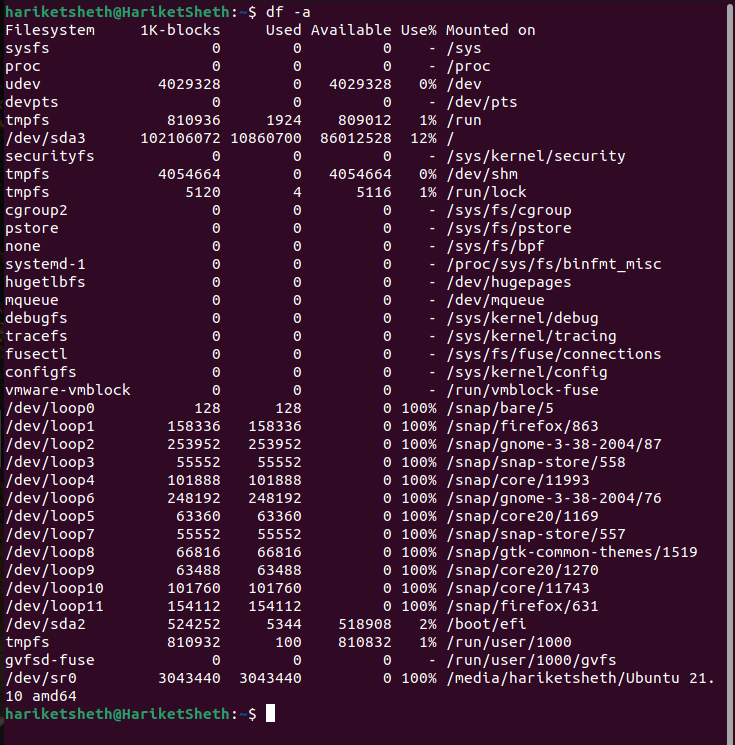 hariketsheth@HariketSheth:~$ df -a
Filesystem     1K-blocks     Used Available Use% Mounted on
sysfs                  0        0         0    - /sys
proc                   0        0         0    - /proc
udev             4029328        0   4029328   0% /dev
devpts                 0        0         0    - /dev/pts
tmpfs             810936     1924    809012   1% /run
/dev/sda3      102106072 10860700  86012528  12% /
securityfs             0        0         0    - /sys/kernel/security
tmpfs            4054664        0   4054664   0% /dev/shm
tmpfs               5120        4      5116   1% /run/lock
cgroup2                0        0         0    - /sys/fs/cgroup
pstore                 0        0         0    - /sys/fs/pstore
none                   0        0         0    - /sys/fs/bpf
systemd-1              0        0         0    - /proc/sys/fs/binfmt_misc
hugetlbfs              0        0         0    - /dev/hugepages
mqueue                 0        0         0    - /dev/mqueue
debugfs                0        0         0    - /sys/kernel/debug
tracefs                0        0         0    - /sys/kernel/tracing
fusectl                0        0         0    - /sys/fs/fuse/connections
configfs               0        0         0    - /sys/kernel/config
vmware-vmblock         0        0         0    - /run/vmblock-fuse
/dev/loop0           128      128         0 100% /snap/bare/5
/dev/loop1        158336   158336         0 100% /snap/firefox/863
/dev/loop2        253952   253952         0 100% /snap/gnome-3-38-2004/87
/dev/loop3         55552    55552         0 100% /snap/snap-store/558
/dev/loop4        101888   101888         0 100% /snap/core/11993
/dev/loop6        248192   248192         0 100% /snap/gnome-3-38-2004/76
/dev/loop5         63360    63360         0 100% /snap/core20/1169
/dev/loop7         55552    55552         0 100% /snap/snap-store/557
/dev/loop8         66816    66816         0 100% /snap/gtk-common-themes/1519
/dev/loop9         63488    63488         0 100% /snap/core20/1270
/dev/loop10       101760   101760         0 100% /snap/core/11743
/dev/loop11       154112   154112         0 100% /snap/firefox/631
/dev/sda2         524252     5344    518908   2% /boot/efi
tmpfs             810932      100    810832   1% /run/user/1000
gvfsd-fuse             0        0         0    - /run/user/1000/gvfs
/dev/sr0         3043440  3043440         0 100% /media/hariketsheth/Ubuntu 21.
10 amd64
hariketsheth@HariketSheth:~$